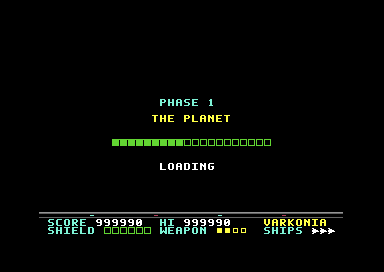 PHASE 1
THE PLANET
LOADING
SCORE 999990 HI 999990 VARKONIA
SHIELD WEAPON SHIPS